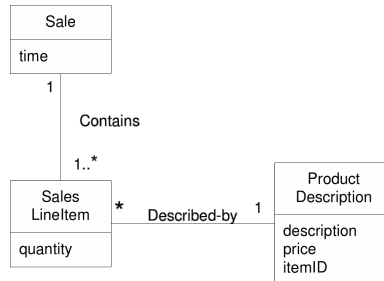 Sale
time
1
Contains
1..*
Sales
LineItem
quantity
*
Described-by
1
Product
Description
description
price
itemID